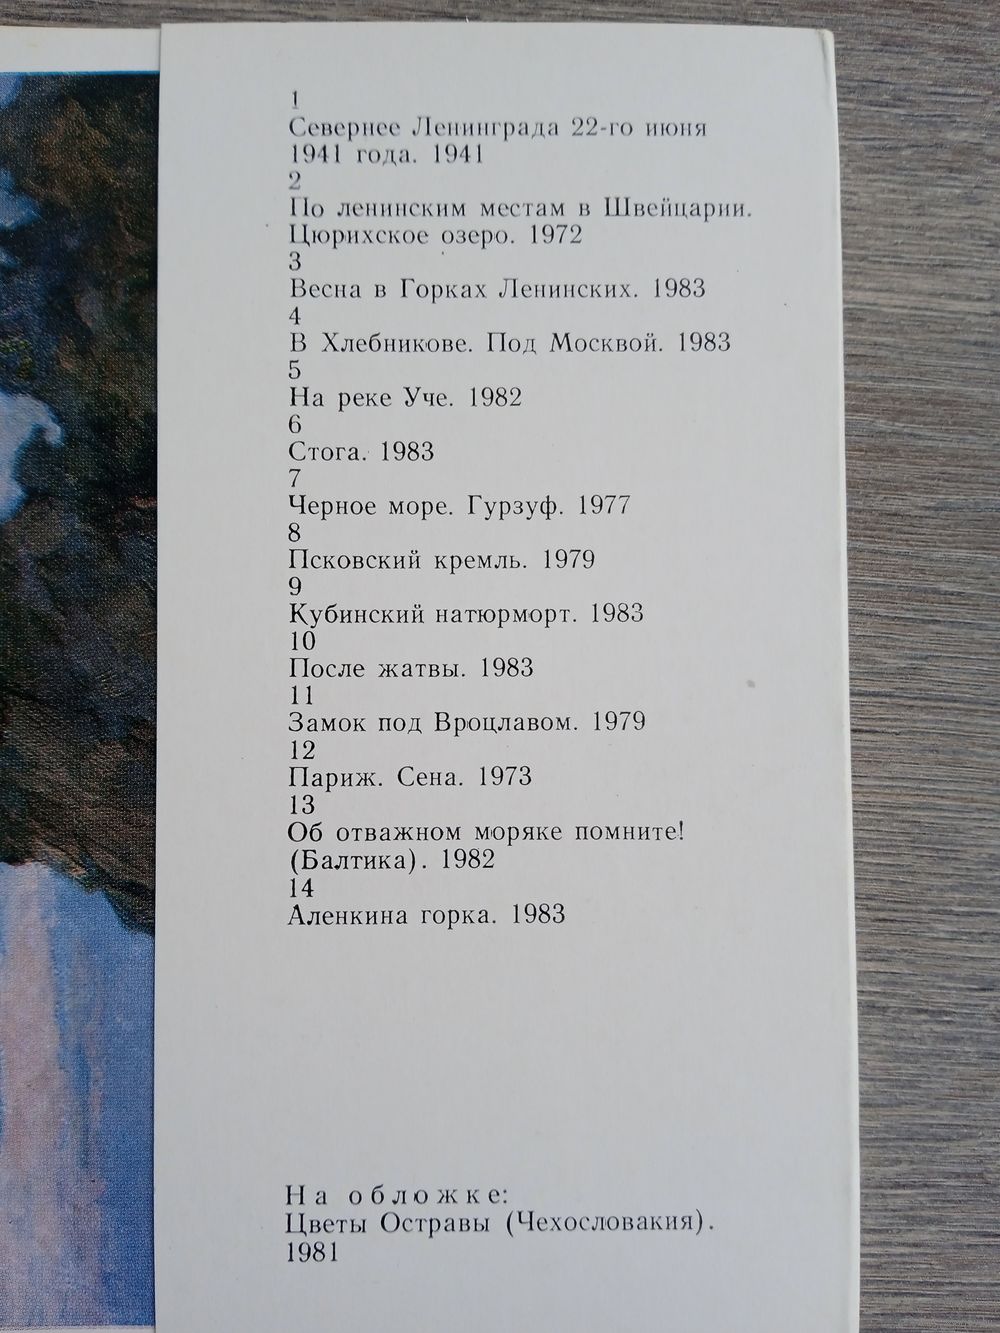 1
Севернее Ленинграда 22-го июня
1941 года. 1941
2
По ленинским местам в Швейцарии.
Цюрихское озеро. 1972
3
Весна в Горках Ленинских. 1983
4
В Хлебникове. Под Москвой. 1983
5
На реке Уче. 1982
6
Стога. 1983
7
Черное море. Гурзуф. 1977
8
Псковский кремль. 1979
9
Кубинский натюрморт. 1983
10
После жатвы. 1983
11
Замок под Вроцлавом. 1979
12
Париж. Сена. 1973
13
Об отважном моряке помните!
(Балтика). 1982
14
Аленкина горка. 1983
На обложке:
Цветы Остравы (Чехословакия).
1981